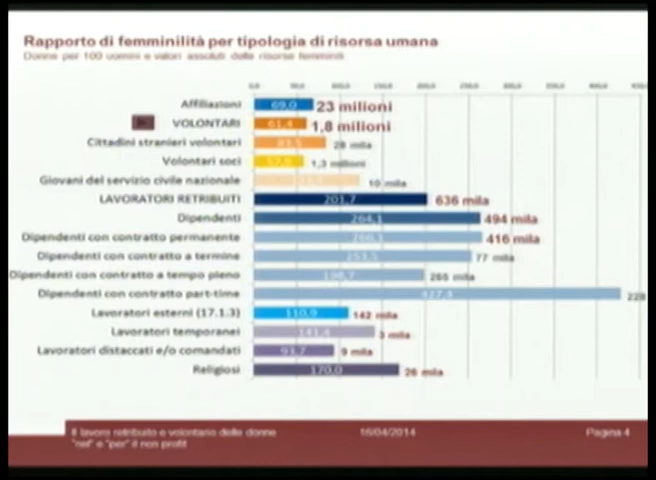 Rapporto di femminilità per tipologia di risorsa umana
Donne per 100 uomini e valori assoluti delle risorse femminili
Affiliazioni 69,0 23 milioni
VOLONTARI 61,4 1,8 milioni
Cittadini stranieri volontari 28 mila
Volontari soci 1,3 milioni
Giovani del servizio civile nazionale 10 mila
LAVORATORI RETRIBUITI 201,7 636 mila
Dipendenti 264,1 494 mila
Dipendenti con contratto permanente 416 mila
Dipendenti con contratto a termine 77 mila
Dipendenti con contratto a tempo pieno mila
Dipendenti con contratto part-time 427,4 228
Lavoratori esterni (17.1.3) 110,9 142 mila
Lavoratori temporanei 3 mila
Lavoratori distaccati e/o comandati 93,7 9 mila
Religiosi 170,0 26 mila
Il lavoro retribuito e volontario delle donne
"nel" e "per" il non profit
16/04/2014
Pagina 4